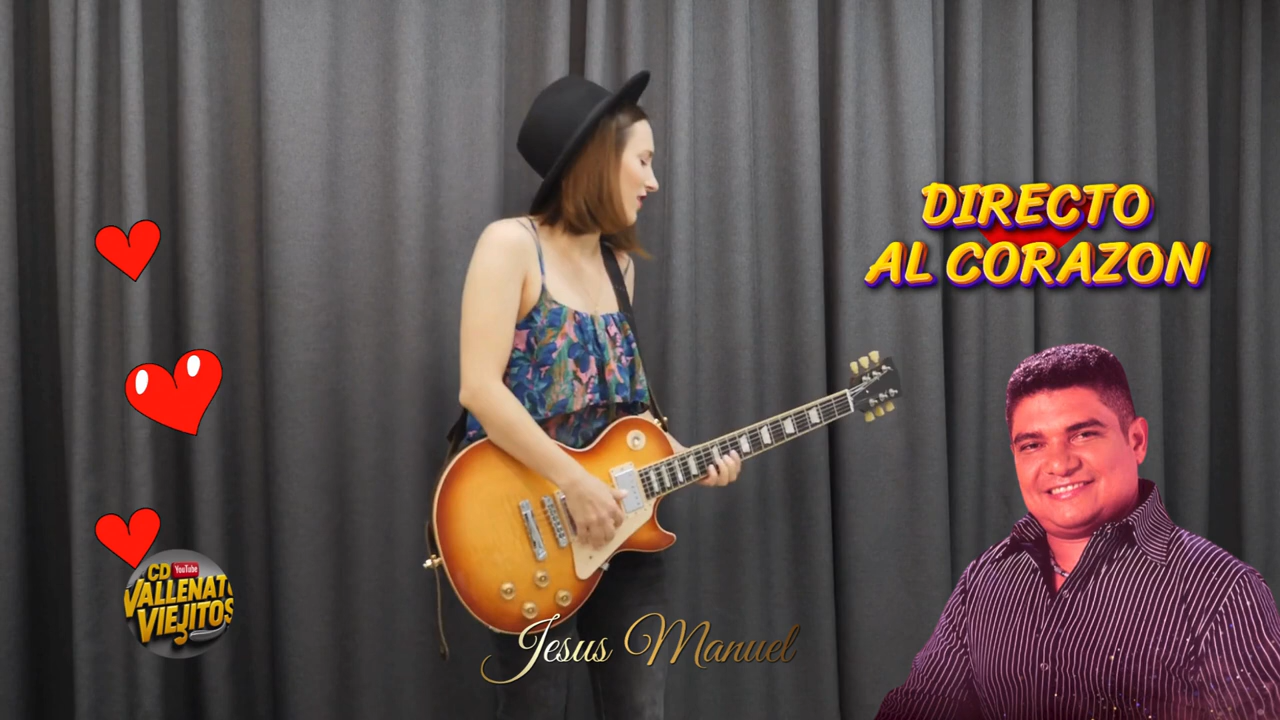 DIRECTO
AL CORAZON
CD YouTube
VALLENATO
VIEJITOS
Jesus Manuel